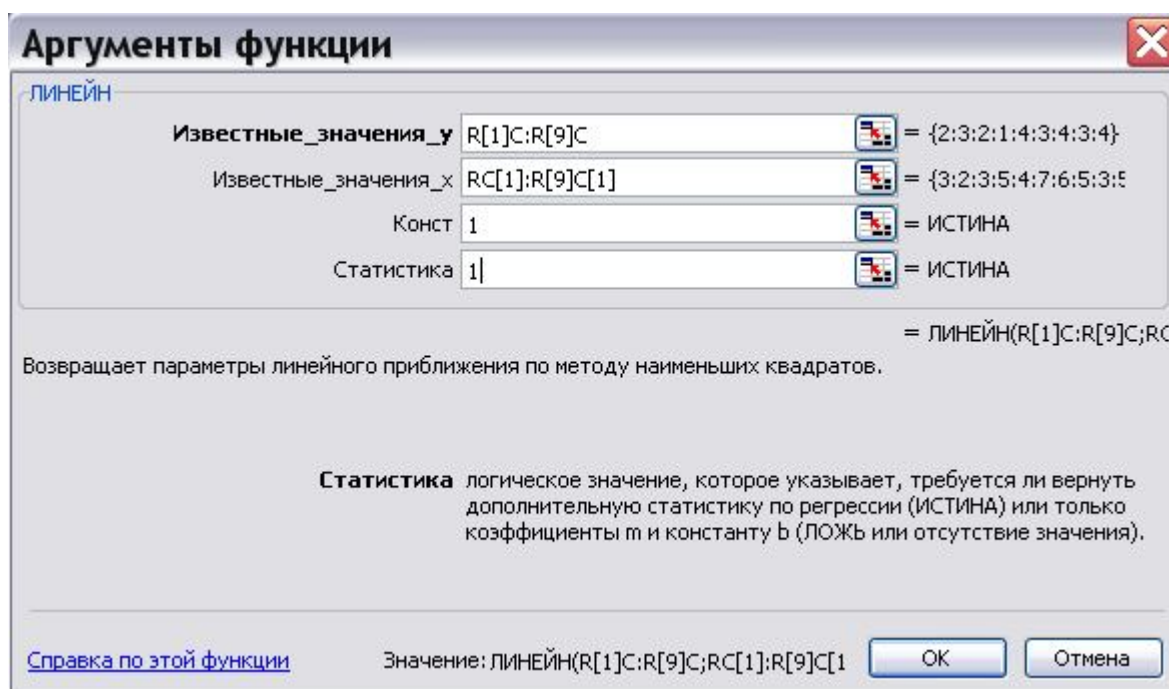 Аргументы функции
ЛИНЕЙН
Известные_значения_y R[1]C:R[9]C = {2:3:2:1:4:3:4:3:4}
Известные_значения_x RC[1]:R[9]C[1] = {3:2:3:5:4:7:6:5:3:5
Конст 1 = ИСТИНА
Статистика 1 = ИСТИНА
= ЛИНЕЙН(R[1]C:R[9]C;RC
Возвращает параметры линейного приближения по методу наименьших квадратов.
Статистика логическое значение, которое указывает, требуется ли вернуть
дополнительную статистику по регрессии (ИСТИНА) или только
коэффициенты m и константу b (ЛОЖЬ или отсутствие значения).
Справка по этой функции Значение: ЛИНЕЙН(R[1]C:R[9]C;RC[1]:R[9]C[1 ОК Отмена